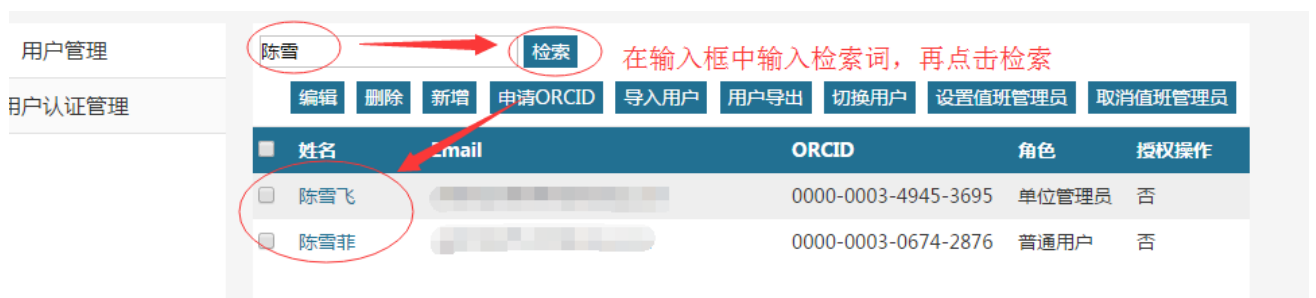 用户管理
用户认证管理
陈雪 检索 在输入框中输入检索词，再点击检索
编辑 删除 新增 申请ORCID 导入用户 用户导出 切换用户 设置值班管理员 取消值班管理员
姓名 Email ORCID 角色 授权操作
陈雪飞 0000-0003-4945-3695 单位管理员 否
陈雪菲 0000-0003-0674-2876 普通用户 否